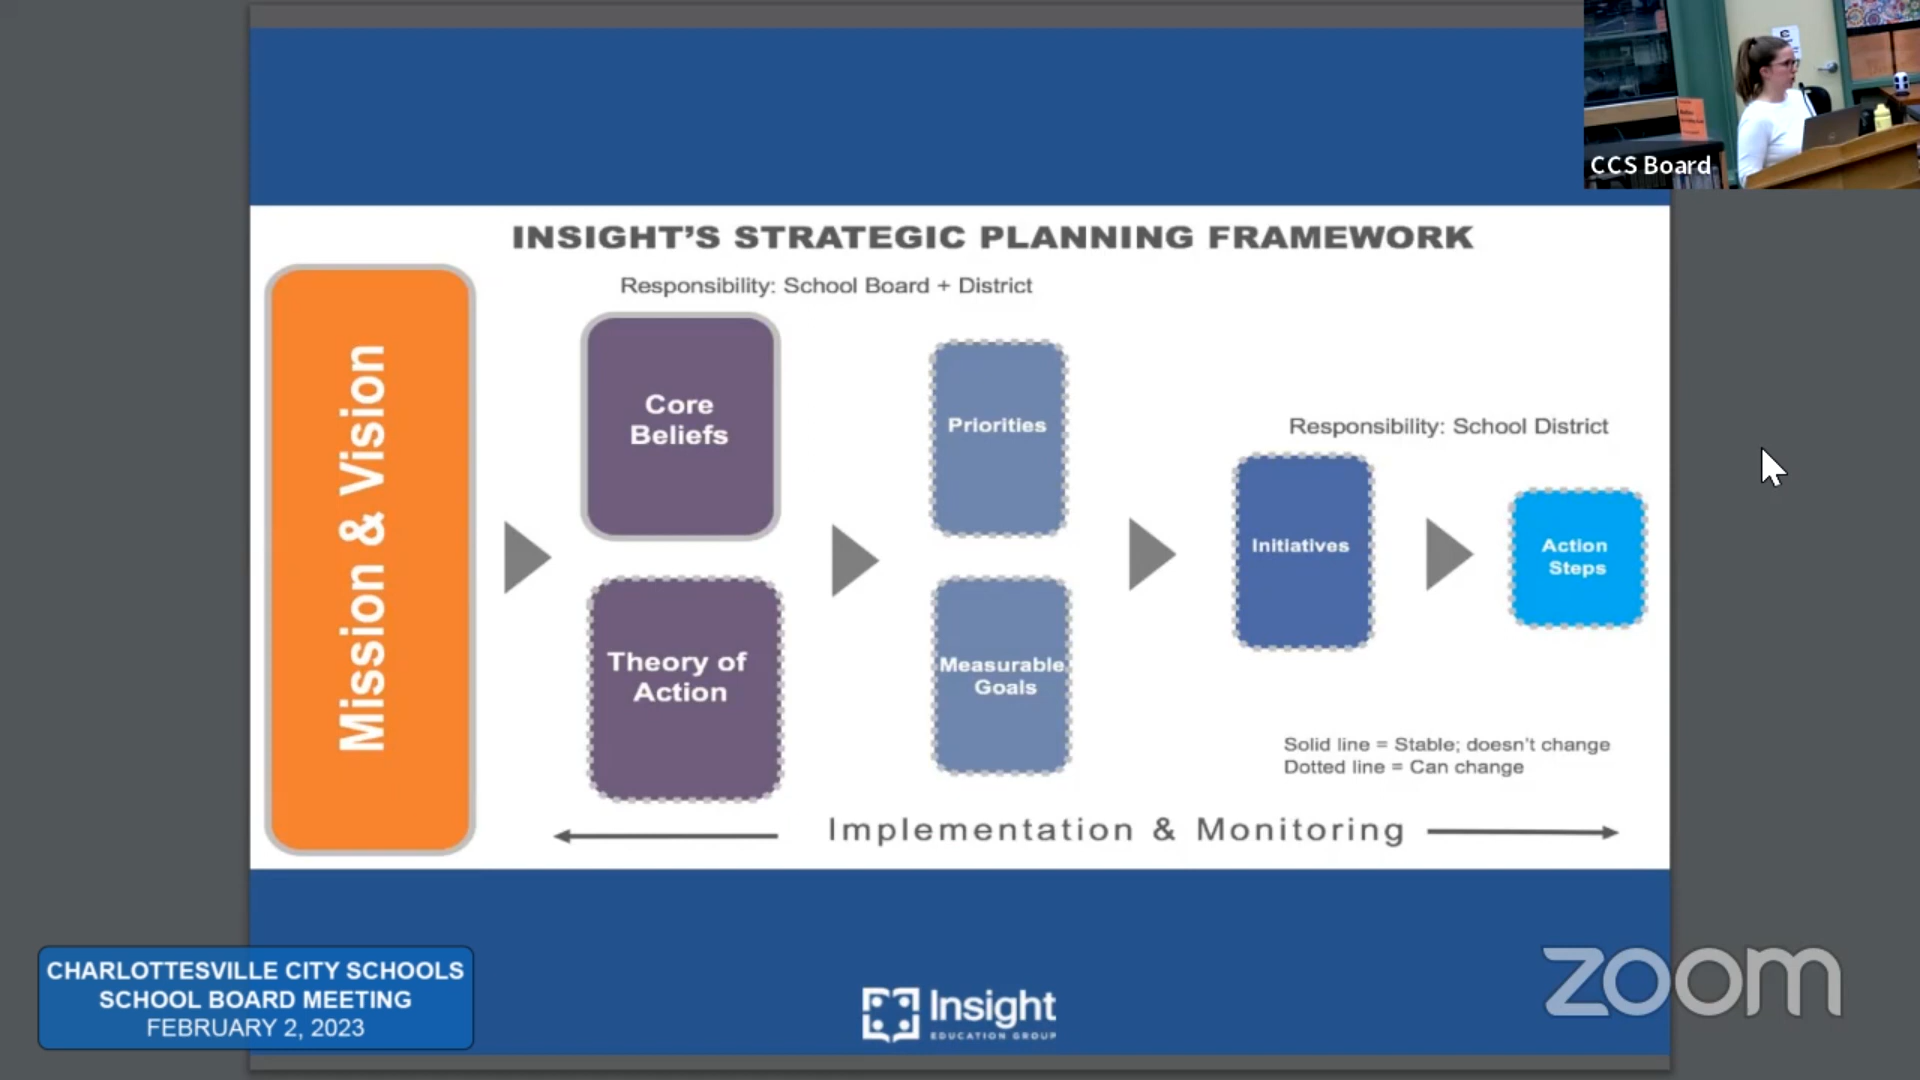 CCS Board
INSIGHT'S STRATEGIC PLANNING FRAMEWORK
Responsibility: School Board + District
Mission & Vision
Core
Beliefs
Theory of
Action
Priorities
Measurable
Goals
Responsibility: School District
Initiatives
Action
Steps
Solid line = Stable; doesn't change
Dotted line = Can change
Implementation & Monitoring
CHARLOTTESVILLE CITY SCHOOLS
SCHOOL BOARD MEETING
FEBRUARY 2, 2023
Insight
EDUCATION GROUP
zoom